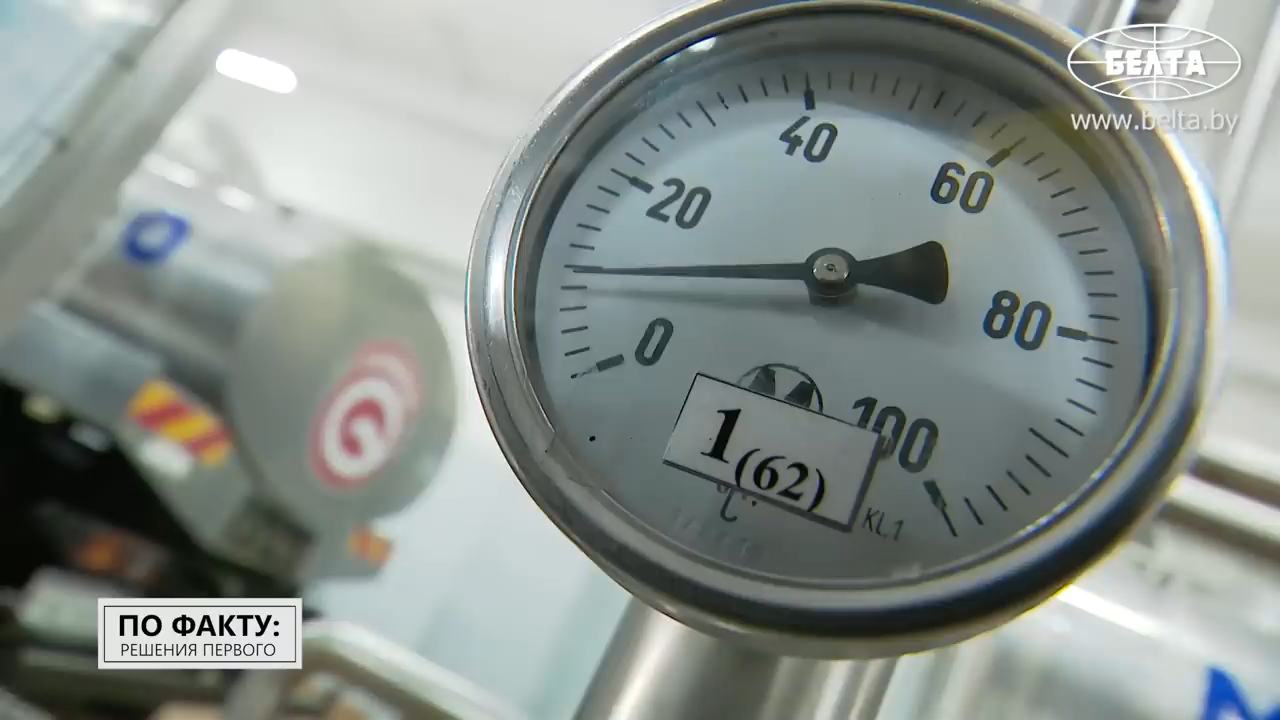 БЕЛТА
www.belta.by
40
20
60
0
80
100
1 (62)
°C
KL.1
ПО ФАКТУ:
РЕШЕНИЯ ПЕРВОГО